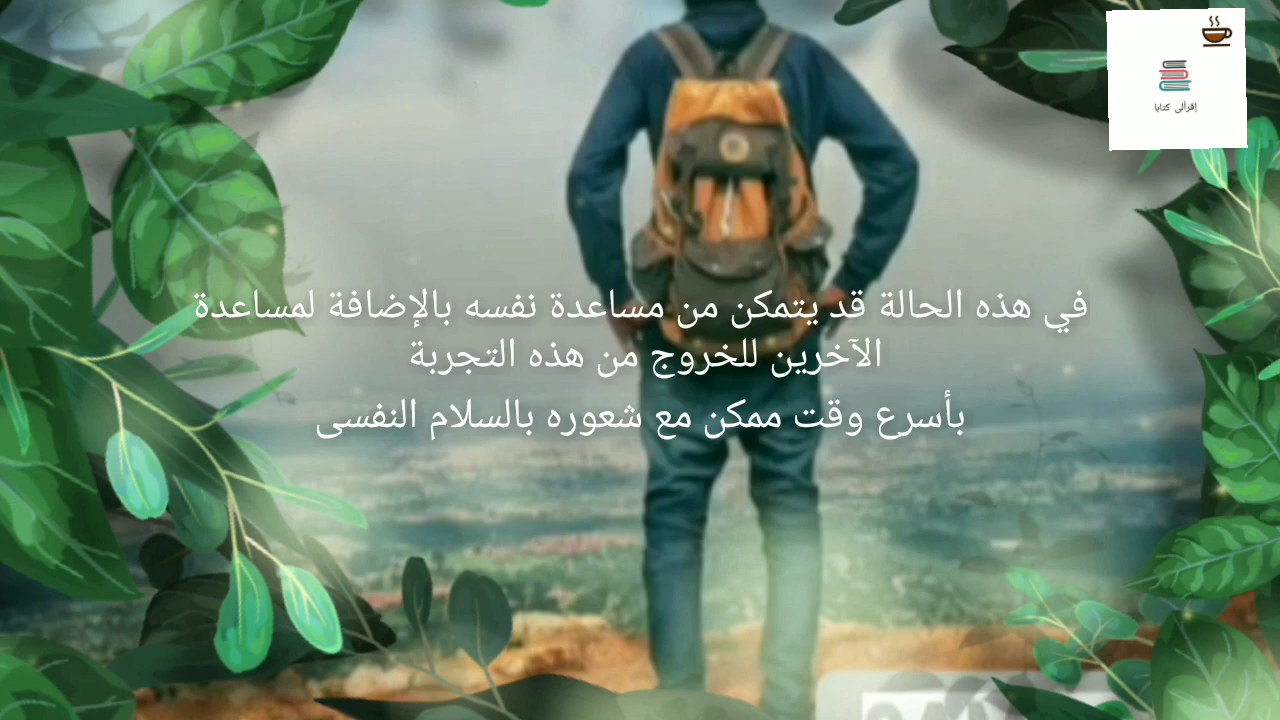 إقرألى كتابا
في هذه الحالة قد يتمكن من مساعدة نفسه بالإضافة لمساعدة
الآخرين للخروج من هذه التجربة
بأسرع وقت ممكن مع شعوره بالسلام النفسى